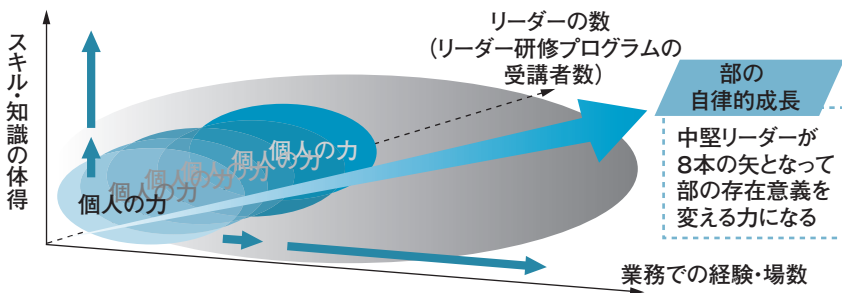 リーダーの数
(リーダー研修プログラムの
受講者数)
スキル・知識の体得
個人の力
個人の力
個人の力
個人の力
個人の力
個人の力
部の
自律的成長
中堅リーダーが
8本の矢となって
部の存在意義を
変える力になる
業務での経験・場数